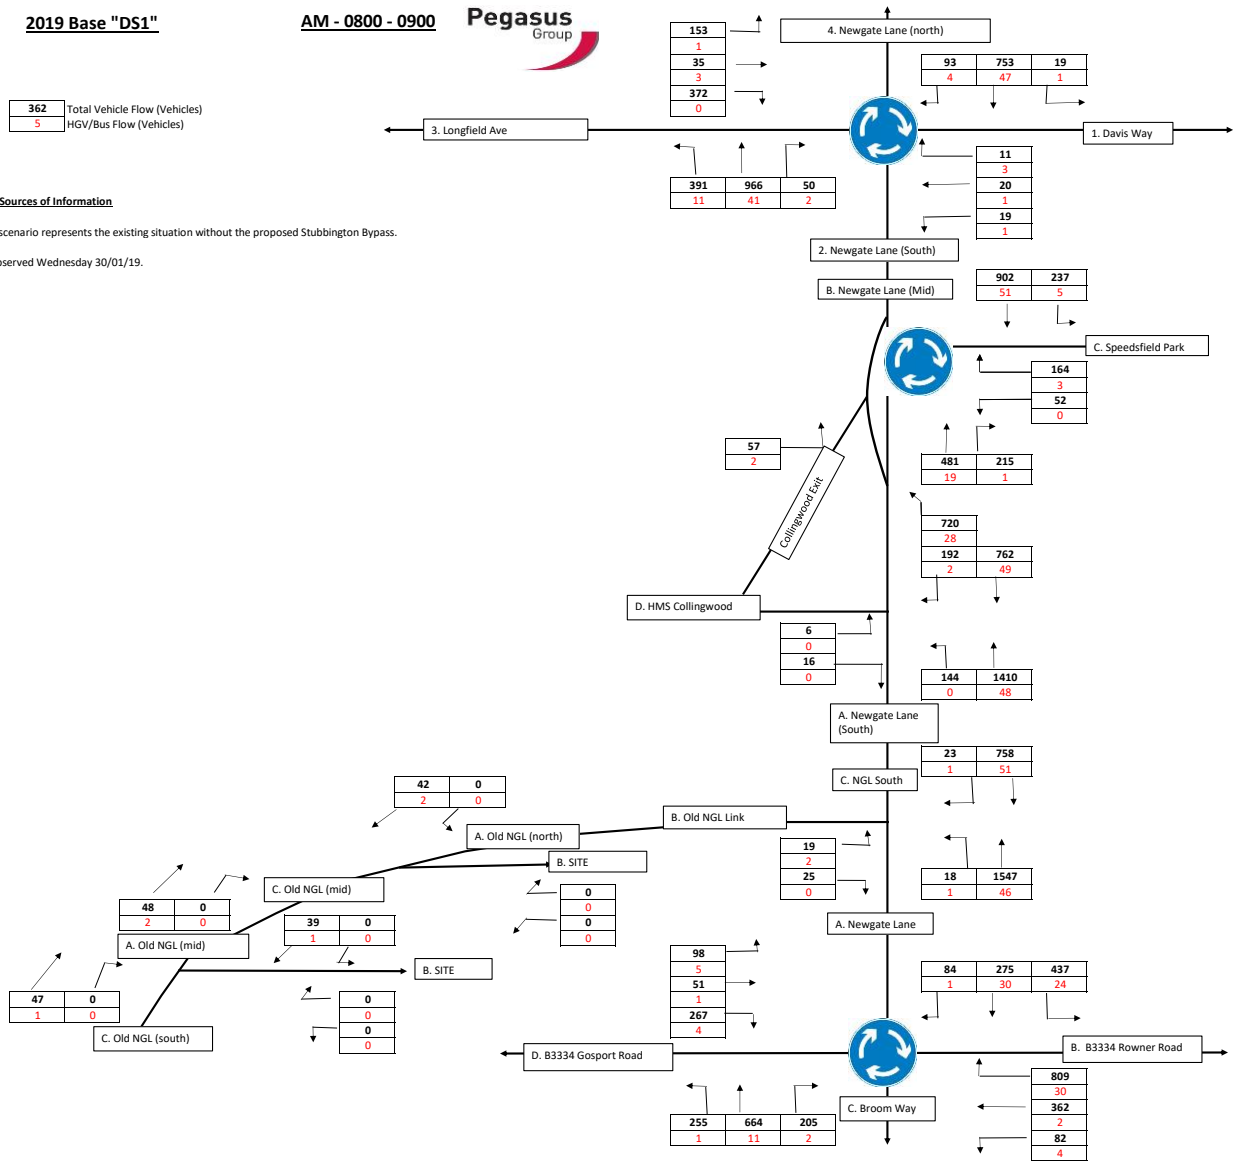 2019 Base "DS1"
AM - 0800 - 0900
Pegasus
Group
362 Total Vehicle Flow (Vehicles)
5 HGV/Bus Flow (Vehicles)
Sources of Information
scenario represents the existing situation without the proposed Stubbington Bypass.
served Wednesday 30/01/19.
153
1
35
3
372
0
4. Newgate Lane (north)
93 753 19
4 47 1
3. Longfield Ave
1. Davis Way
391 966 50
11 41 2
11
3
20
1
19
1
2. Newgate Lane (South)
B. Newgate Lane (Mid)
902 237
51 5
C. Speedsfield Park
164
3
52
0
57
2
481 215
19 1
Collingwood Exit
720
28
192 762
2 49
D. HMS Collingwood
6
0
16
0
144 1410
0 48
A. Newgate Lane
(South)
23 758
1 51
C. NGL South
42 0
2 0
B. Old NGL Link
A. Old NGL (north)
19
2
25
0
B. SITE
18 1547
1 46
C. Old NGL (mid)
0
0
0
0
48 0
2 0
39 0
1 0
A. Newgate Lane
A. Old NGL (mid)
B. SITE
98
5
51
1
267
4
84 275 437
1 30 24
47 0
1 0
0
0
0
0
C. Old NGL (south)
D. B3334 Gosport Road
B. B3334 Rowner Road
C. Broom Way
255 664 205
1 11 2
809
30
362
2
82
4